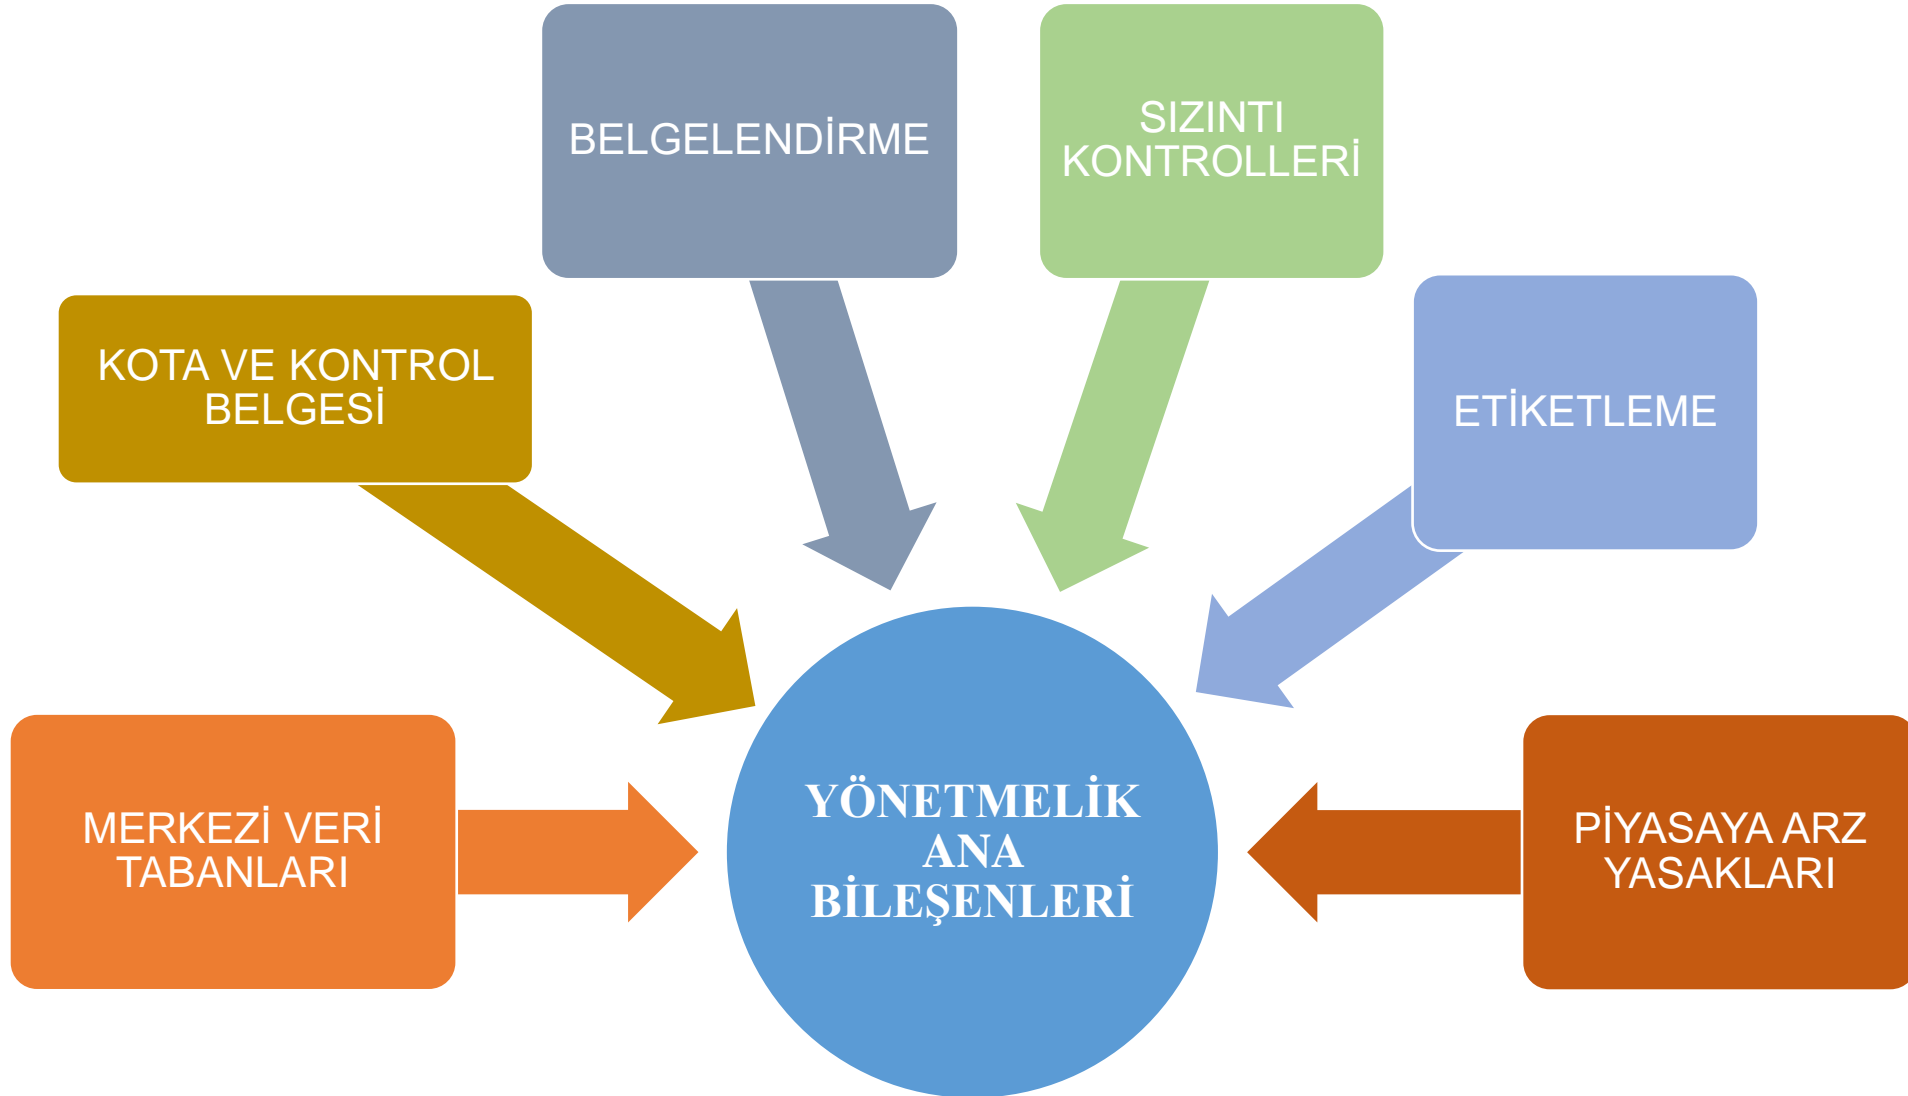 BELGELENDİRME
SIZINTI
KONTROLLERİ
KOTA VE KONTROL
BELGESİ
ETİKETLEME
MERKEZİ VERİ
TABANLARI
YÖNETMELİK
ANA
BİLEŞENLERİ
PİYASAYA ARZ
YASAKLARI